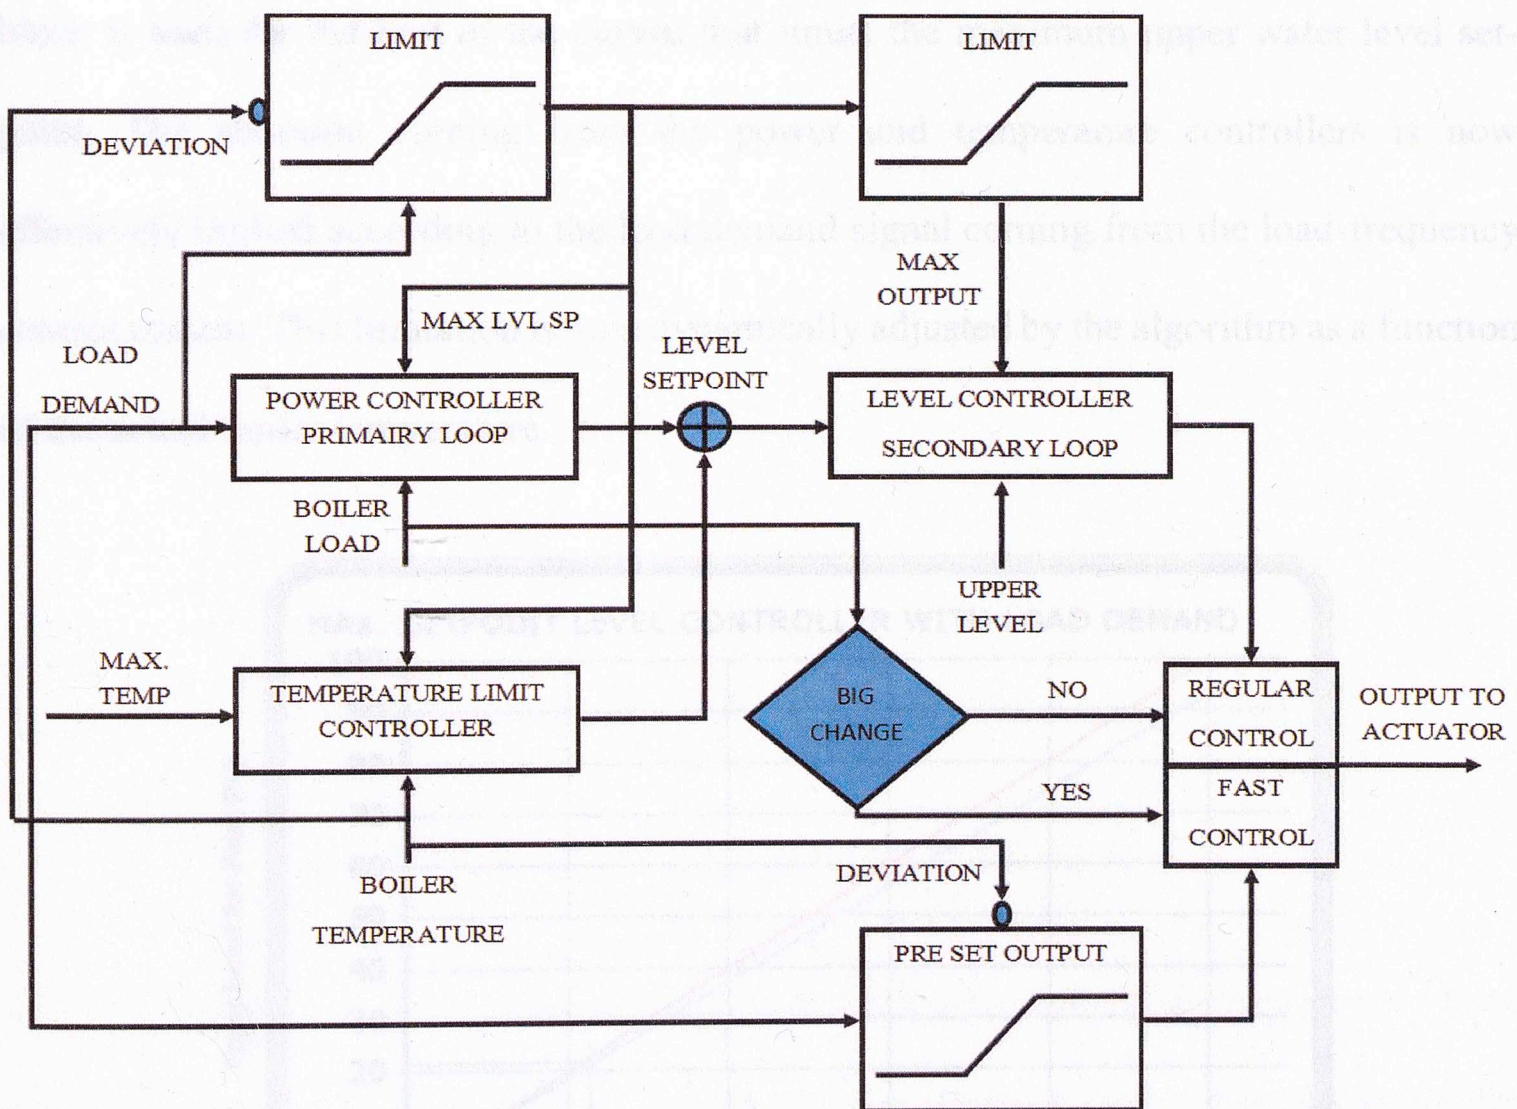 LIMIT
LIMIT
DEVIATION
MAX
OUTPUT
MAX LVL SP
LOAD
DEMAND
LEVEL
SETPOINT
POWER CONTROLLER
PRIMAIRY LOOP
LEVEL CONTROLLER
SECONDARY LOOP
BOILER
LOAD
UPPER
LEVEL
MAX.
TEMP
TEMPERATURE LIMIT
CONTROLLER
BIG
CHANGE
NO
YES
REGULAR
CONTROL
FAST
CONTROL
OUTPUT TO
ACTUATOR
BOILER
TEMPERATURE
DEVIATION
PRE SET OUTPUT